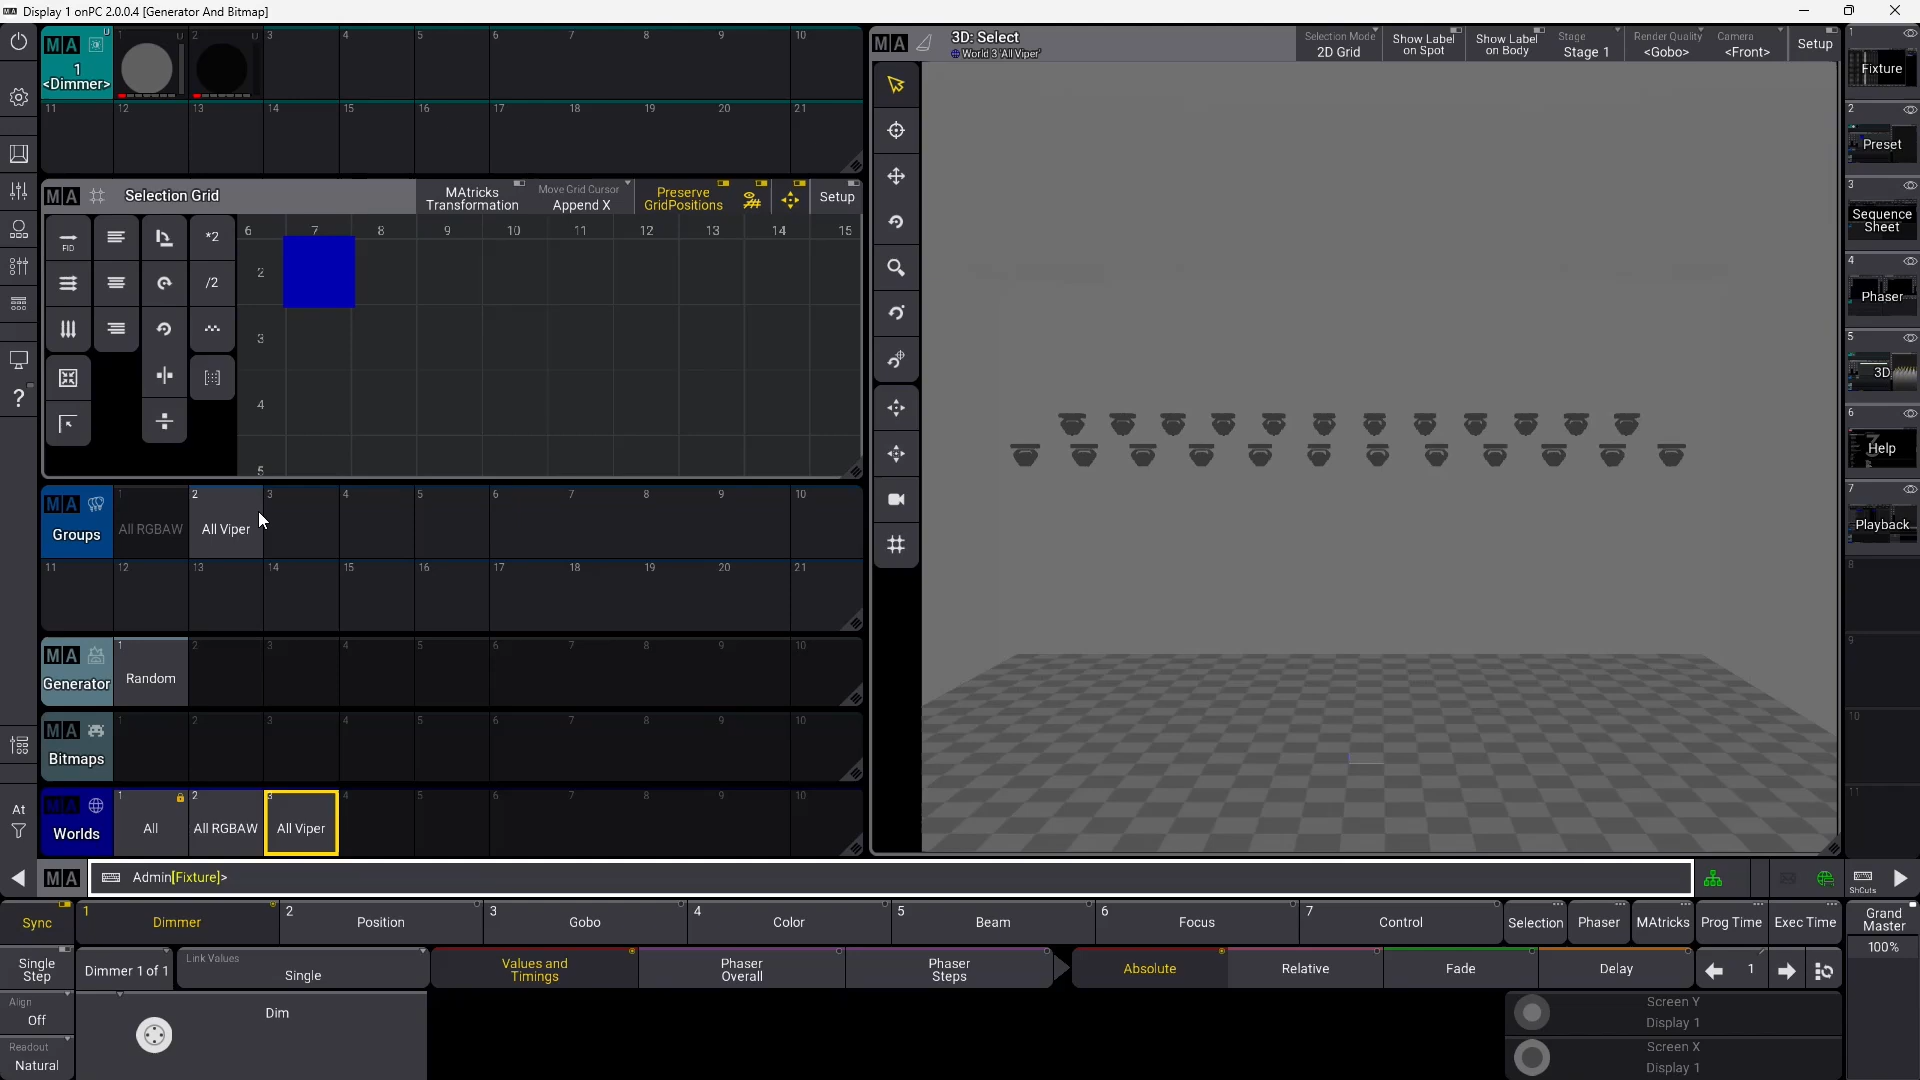 Display 1 onPC 2.0.0.4 [Generator And Bitmap]
MA
1
<Dimmer>
1 2 3 4 5 6 7 8 9 10
11 12 13 14 15 16 17 18 19 20 21
MA Selection Grid
MAtricks
Transformation
Move Grid Cursor
Append X
Preserve
GridPositions
Setup
FID
*2
/2
6 7 8 9 10 11 12 13 14 15
2
3
4
5
MA Groups
1 2 3 4 5 6 7 8 9 10
All RGBAW
All Viper
11 12 13 14 15 16 17 18 19 20 21
MA Generator
1 2 3 4 5 6 7 8 9 10
Random
MA Bitmaps
1 2 3 4 5 6 7 8 9 10
MA Worlds
1 2 3 4 5 6 7 8 9 10
All
All RGBAW
All Viper
MA 3D: Select
World 3 'All Viper'
Selection Mode
2D Grid
Show Label
on Spot
Show Label
on Body
Stage
Stage 1
Render Quality
<Gobo>
Camera
<Front>
Setup
1 Fixture
2 Preset
3 Sequence
Sheet
4 Phaser
5 3D
6 Help
7 Playback
8
9
10
11
?
At
MA Admin[Fixture]>
ShCuts
Sync
1 Dimmer
2 Position
3 Gobo
4 Color
5 Beam
6 Focus
7 Control
Selection
Phaser
MAtricks
Prog Time
Exec Time
Grand
Master
100%
Single
Step
Dimmer 1 of 1
Link Values
Single
Values and
Timings
Phaser
Overall
Phaser
Steps
Absolute
Relative
Fade
Delay
1
Align
Off
Readout
Natural
Dim
Screen Y
Display 1
Screen X
Display 1